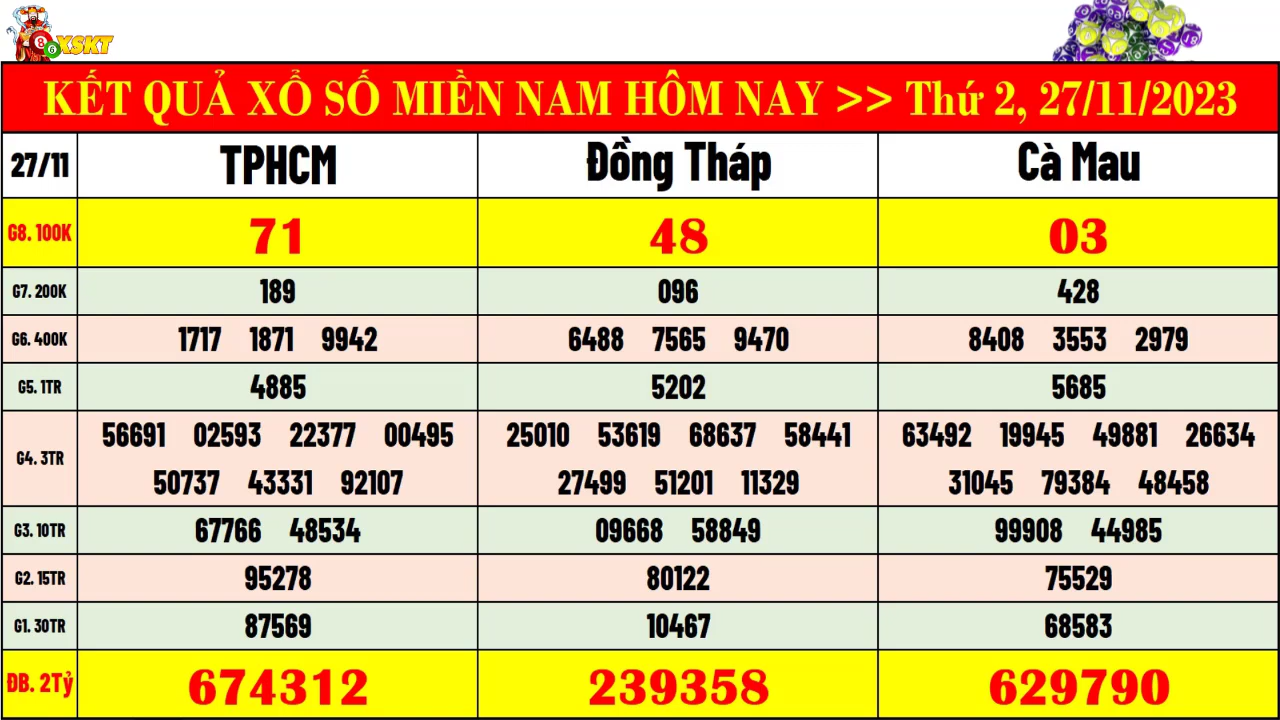 XSKT
KẾT QUẢ XỔ SỐ MIỀN NAM HÔM NAY >> Thứ 2, 27/11/2023
27/11 TPHCM Đồng Tháp Cà Mau
G8. 100K 71 48 03
G7. 200K 189 096 428
G6. 400K 1717 1871 9942 6488 7565 9470 8408 3553 2979
G5. 1TR 4885 5202 5685
G4. 3TR 56691 02593 22377 00495 25010 53619 68637 58441 63492 19945 49881 26634
50737 43331 92107 27499 51201 11329 31045 79384 48458
G3. 10TR 67766 48534 09668 58849 99908 44985
G2. 15TR 95278 80122 75529
G1. 30TR 87569 10467 68583
ĐB. 2Tỷ 674312 239358 629790